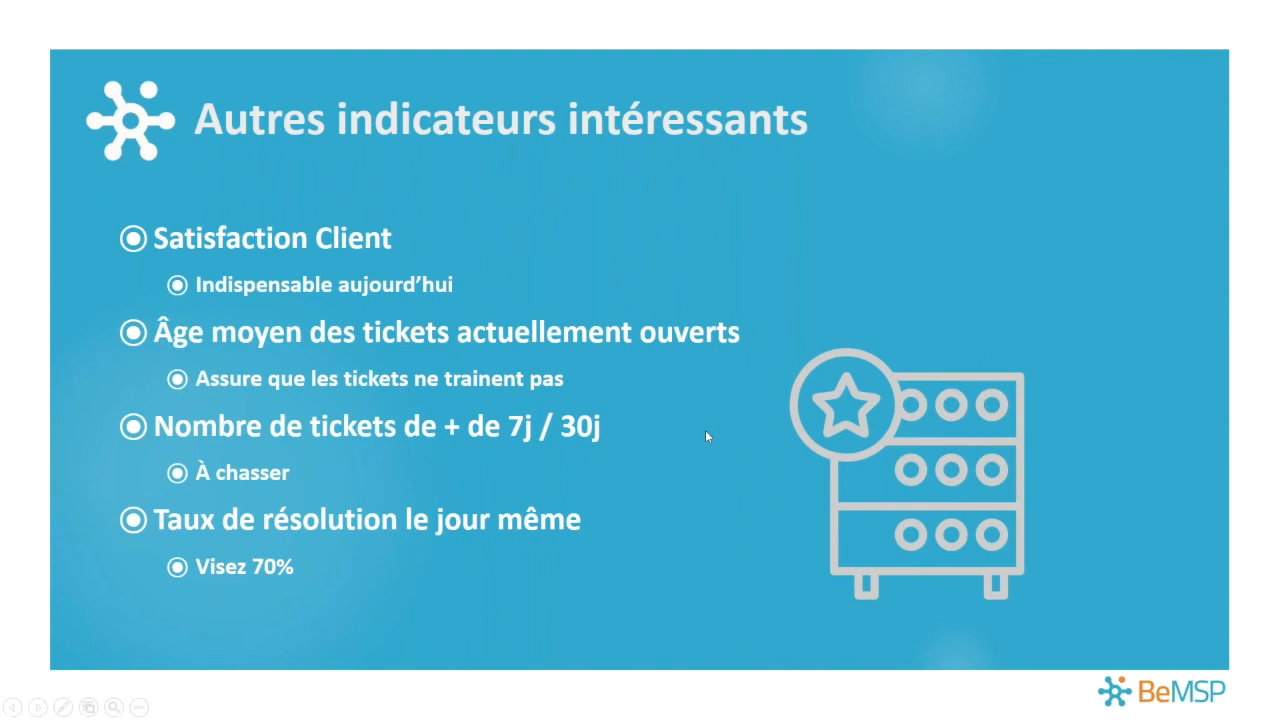 Autres indicateurs intéressants
Satisfaction Client
Indispensable aujourd’hui
Âge moyen des tickets actuellement ouverts
Assure que les tickets ne trainent pas
Nombre de tickets de + de 7j / 30j
À chasser
Taux de résolution le jour même
Visez 70%
BeMSP